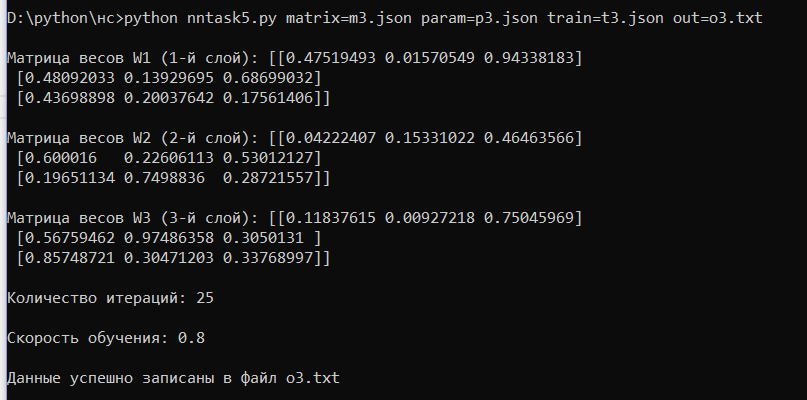 D:\python\нс>python nntask5.py matrix=m3.json param=p3.json train=t3.json out=o3.txt
Матрица весов W1 (1-й слой): [[0.47519493 0.01570549 0.94338183]
[0.48092033 0.13929695 0.68699032]
[0.43698898 0.20037642 0.17561406]]
Матрица весов W2 (2-й слой): [[0.04222407 0.15331022 0.46463566]
[0.600016   0.22606113 0.53012127]
[0.19651134 0.7498836  0.28721557]]
Матрица весов W3 (3-й слой): [[0.11837615 0.00927218 0.75045969]
[0.56759462 0.97486358 0.3050131 ]
[0.85748721 0.30471203 0.33768997]]
Количество итераций: 25
Скорость обучения: 0.8
Данные успешно записаны в файл o3.txt